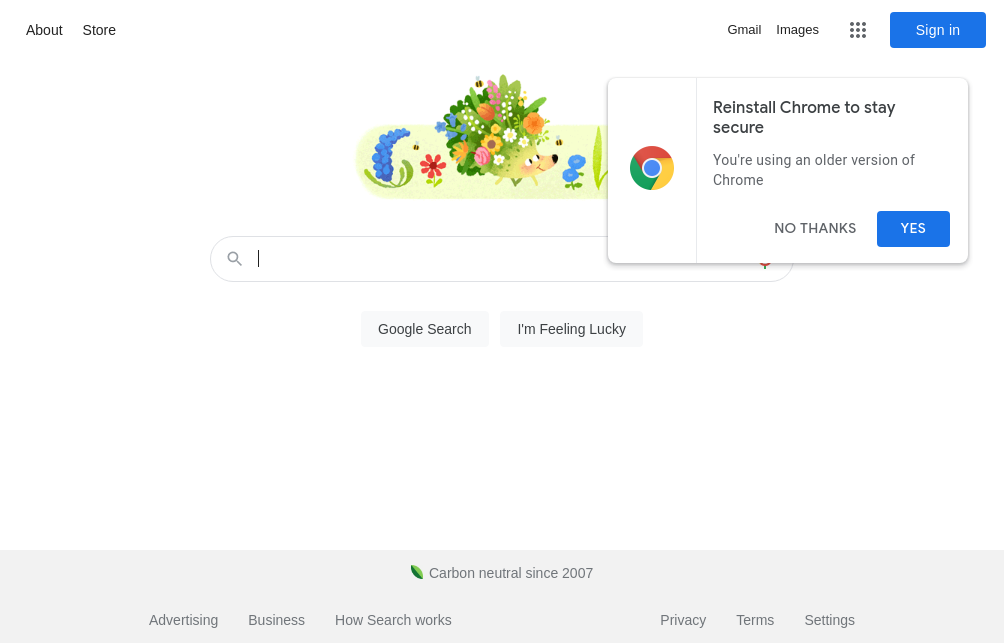 About Store Gmail Images Sign in
Reinstall Chrome to stay
secure
You're using an older version of
Chrome
NO THANKS YES
Google Search I'm Feeling Lucky
Carbon neutral since 2007
Advertising Business How Search works Privacy Terms Settings